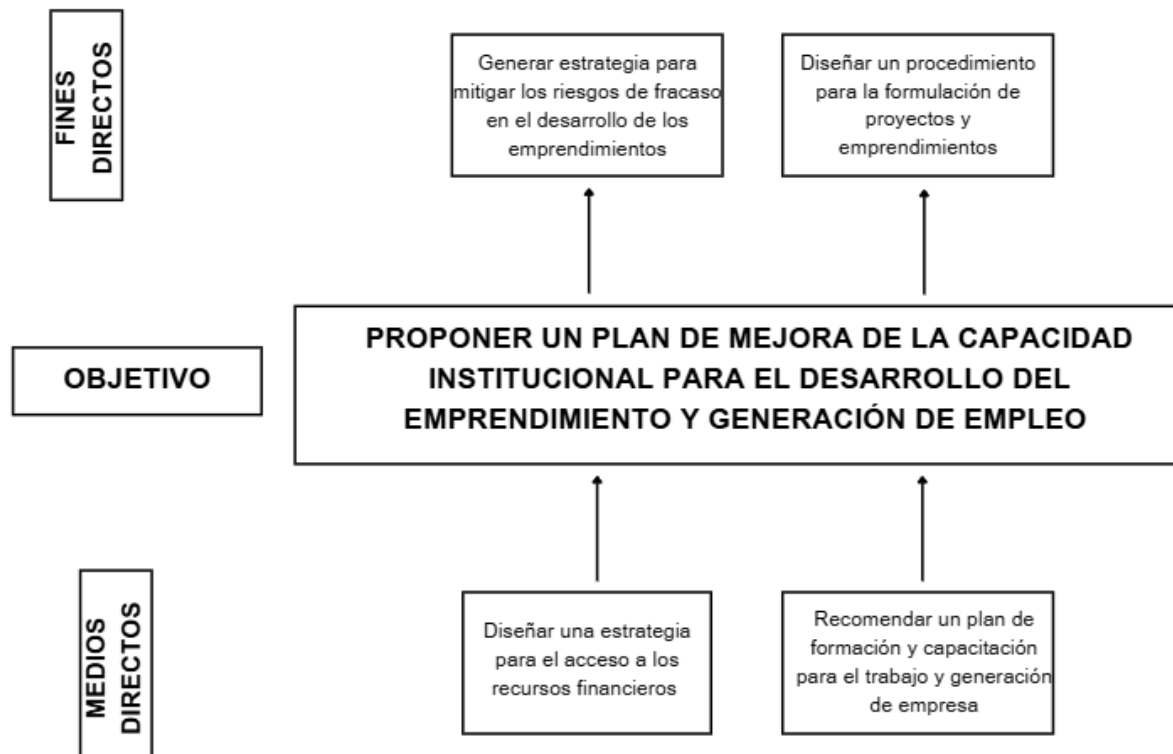 FINES
DIRECTOS
Generar estrategia para
mitigar los riesgos de fracaso
en el desarrollo de los
emprendimientos
Diseñar un procedimiento
para la formulación de
proyectos y
emprendimientos
OBJETIVO
PROPONER UN PLAN DE MEJORA DE LA CAPACIDAD
INSTITUCIONAL PARA EL DESARROLLO DEL
EMPRENDIMIENTO Y GENERACIÓN DE EMPLEO
MEDIOS
DIRECTOS
Diseñar una estrategia
para el acceso a los
recursos financieros
Recomendar un plan de
formación y capacitación
para el trabajo y generación
de empresa